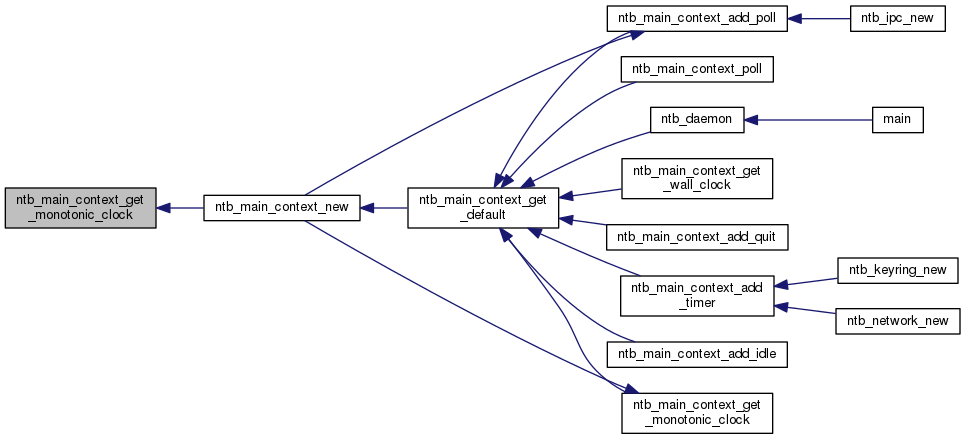 ntb_main_context_add_poll
ntb_ipc_new
ntb_main_context_poll
ntb_daemon
main
ntb_main_context_get
_wall_clock
ntb_main_context_get
_monotonic_clock
ntb_main_context_new
ntb_main_context_get
_default
ntb_main_context_add_quit
ntb_main_context_add
_timer
ntb_keyring_new
ntb_network_new
ntb_main_context_add_idle
ntb_main_context_get
_monotonic_clock